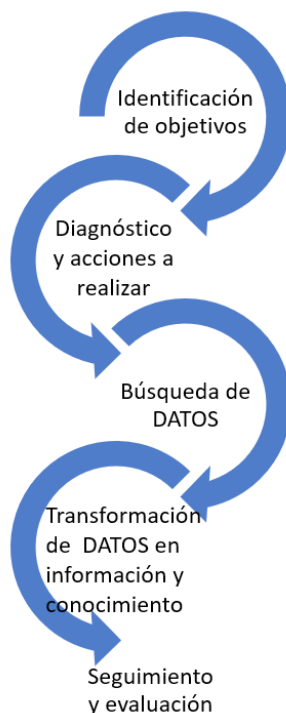 Identificación
de objetivos
Diagnóstico
y acciones a
realizar
Búsqueda de
DATOS
Transformación
de DATOS en
información y
conocimiento
Seguimiento
y evaluación